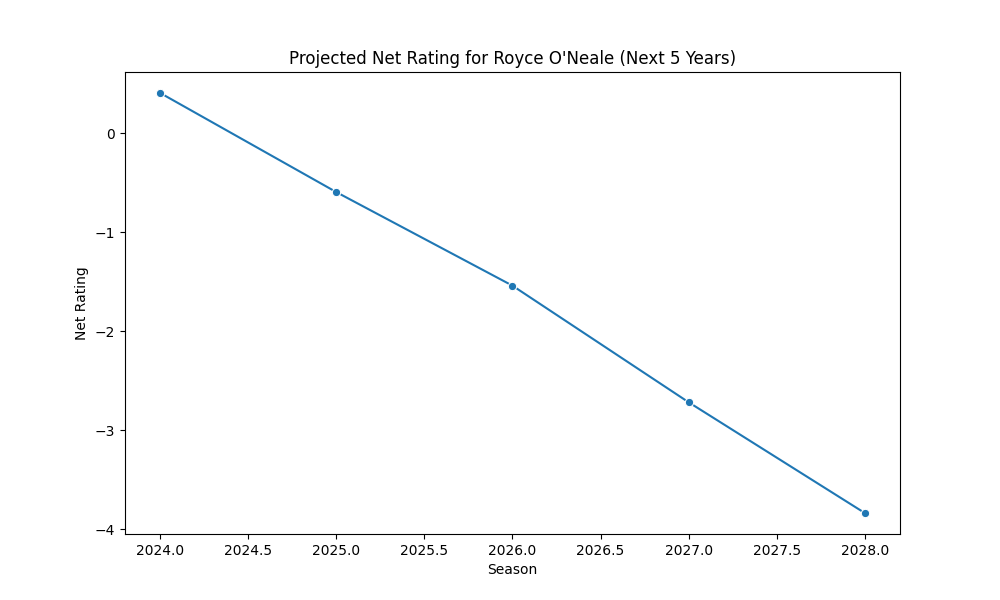 Projected Net Rating for Royce O'Neale (Next 5 Years)
Net Rating
0
−1
−2
−3
−4
2024.0 2024.5 2025.0 2025.5 2026.0 2026.5 2027.0 2027.5 2028.0
Season